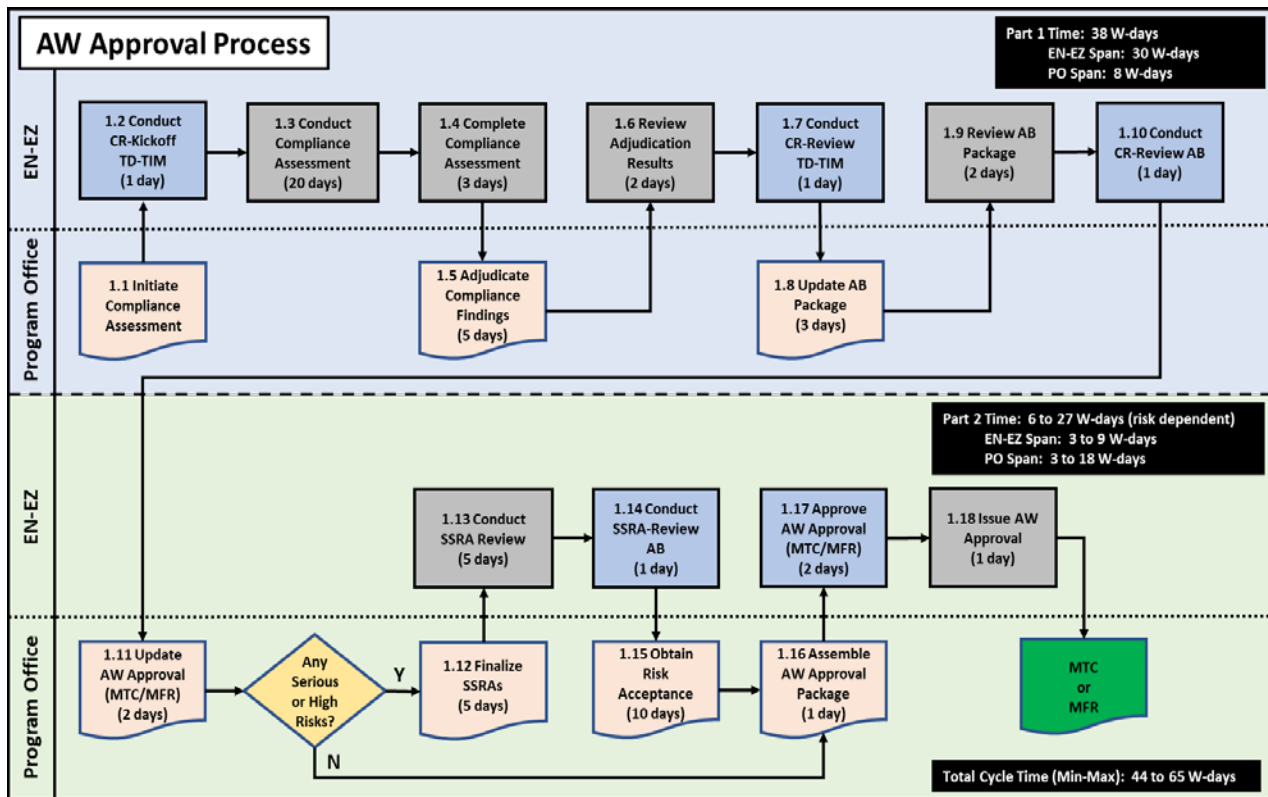 AW Approval Process
Part 1 Time: 38 W-days
EN-EZ Span: 30 W-days
PO Span: 8 W-days
EN-EZ
1.2 Conduct
CR-Kickoff
TD-TIM
(1 day)
1.3 Conduct
Compliance
Assessment
(20 days)
1.4 Complete
Compliance
Assessment
(3 days)
1.6 Review
Adjudication
Results
(2 days)
1.7 Conduct
CR-Review
TD-TIM
(1 day)
1.9 Review AB
Package
(2 days)
1.10 Conduct
CR-Review AB
(1 day)
Program Office
1.1 Initiate
Compliance
Assessment
1.5 Adjudicate
Compliance
Findings
(5 days)
1.8 Update AB
Package
(3 days)
Part 2 Time: 6 to 27 W-days (risk dependent)
EN-EZ Span: 3 to 9 W-days
PO Span: 3 to 18 W-days
EN-EZ
1.13 Conduct
SSRA Review
(5 days)
1.14 Conduct
SSRA-Review
AB
(1 day)
1.17 Approve
AW Approval
(MTC/MFR)
(2 days)
1.18 Issue AW
Approval
(1 day)
Program Office
1.11 Update
AW Approval
(MTC/MFR)
(2 days)
Any
Serious
or High
Risks?
Y
N
1.12 Finalize
SSRAs
(5 days)
1.15 Obtain
Risk
Acceptance
(10 days)
1.16 Assemble
AW Approval
Package
(1 day)
MTC
or
MFR
Total Cycle Time (Min-Max): 44 to 65 W-days